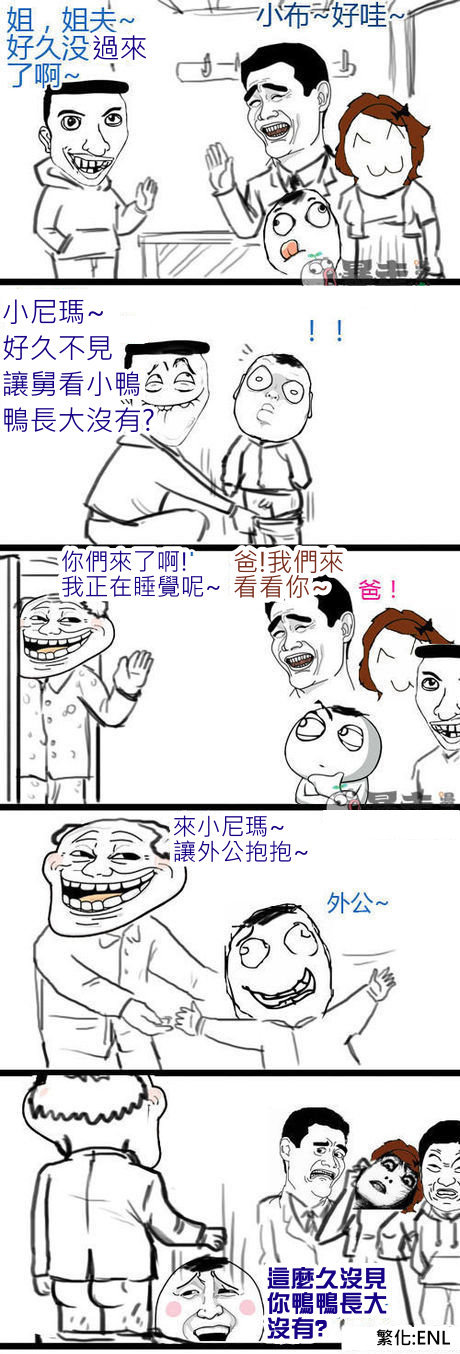 姐，姐夫~
好久没過來
了啊~
小布~好哇~
小尼瑪~
好久不見
讓舅看小鴨
鴨長大沒有?
！！
你們來了啊!
我正在睡覺呢~
爸!我們來
看看你~
爸！
來小尼瑪~
讓外公抱抱~
外公~
這麼久沒見
你鴨鴨長大
沒有?
繁化:ENL